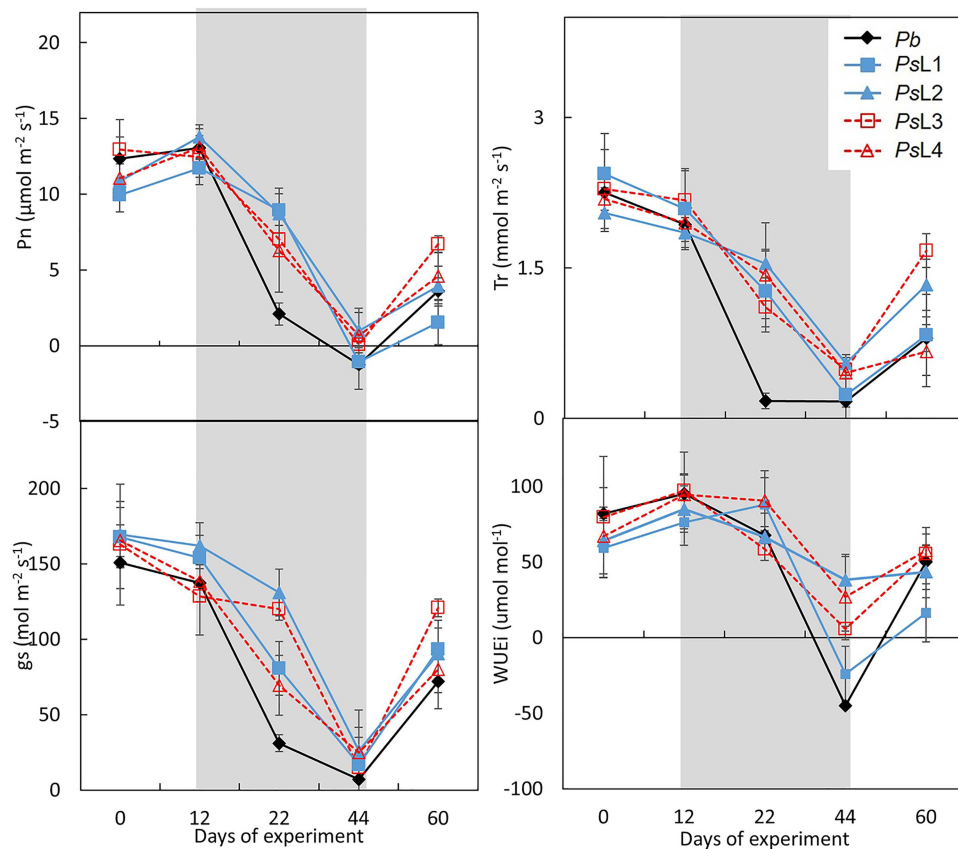 20
15
10
5
0
-5
Pn (µmol m-2 s-1)
3
1.5
0
Tr (mmol m-2 s-1)
Pb
PsL1
PsL2
PsL3
PsL4
200
150
100
50
0
gs (mol m-2 s-1)
0 12 22 44 60
Days of experiment
100
50
0
-50
-100
WUEi (umol mol-1)
0 12 22 44 60
Days of experiment